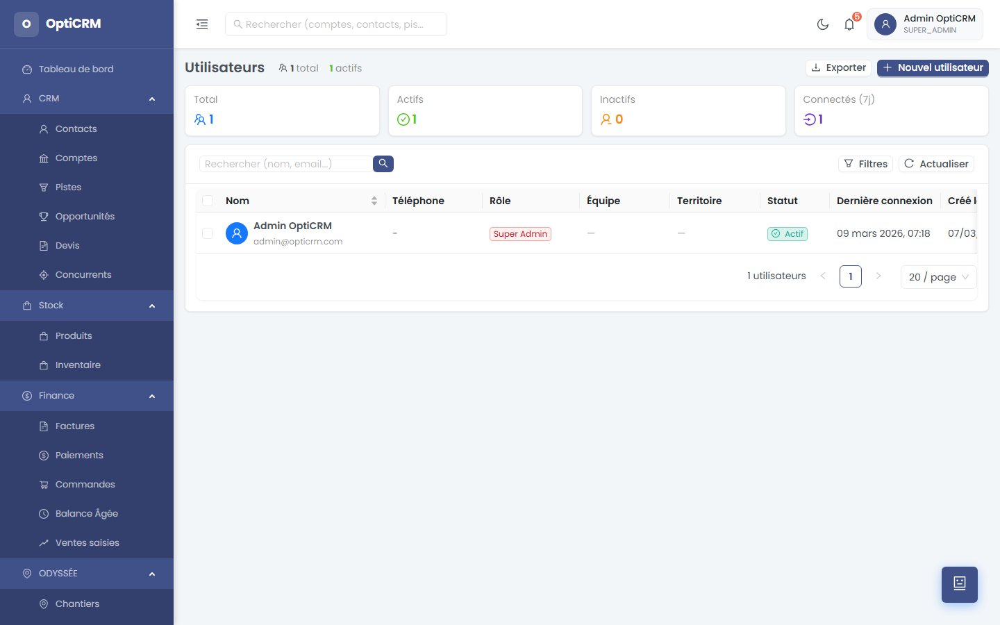 O OptiCRM
Tableau de bord
CRM
Contacts
Comptes
Pistes
Opportunités
Devis
Concurrents
Stock
Produits
Inventaire
Finance
Factures
Paiements
Commandes
Balance Âgée
Ventes saisies
ODYSSÉE
Chantiers
Rechercher (comptes, contacts, pis...
5
Admin OptiCRM
SUPER_ADMIN
Utilisateurs 1 total 1 actifs
Exporter
Nouvel utilisateur
Total
1
Actifs
1
Inactifs
0
Connectés (7j)
1
Rechercher (nom, email...)
Filtres
Actualiser
Nom Téléphone Rôle Équipe Territoire Statut Dernière connexion Créé l
Admin OptiCRM
admin@opticrm.com
- Super Admin — — Actif 09 mars 2026, 07:18 07/03,
1 utilisateurs 1 20 / page